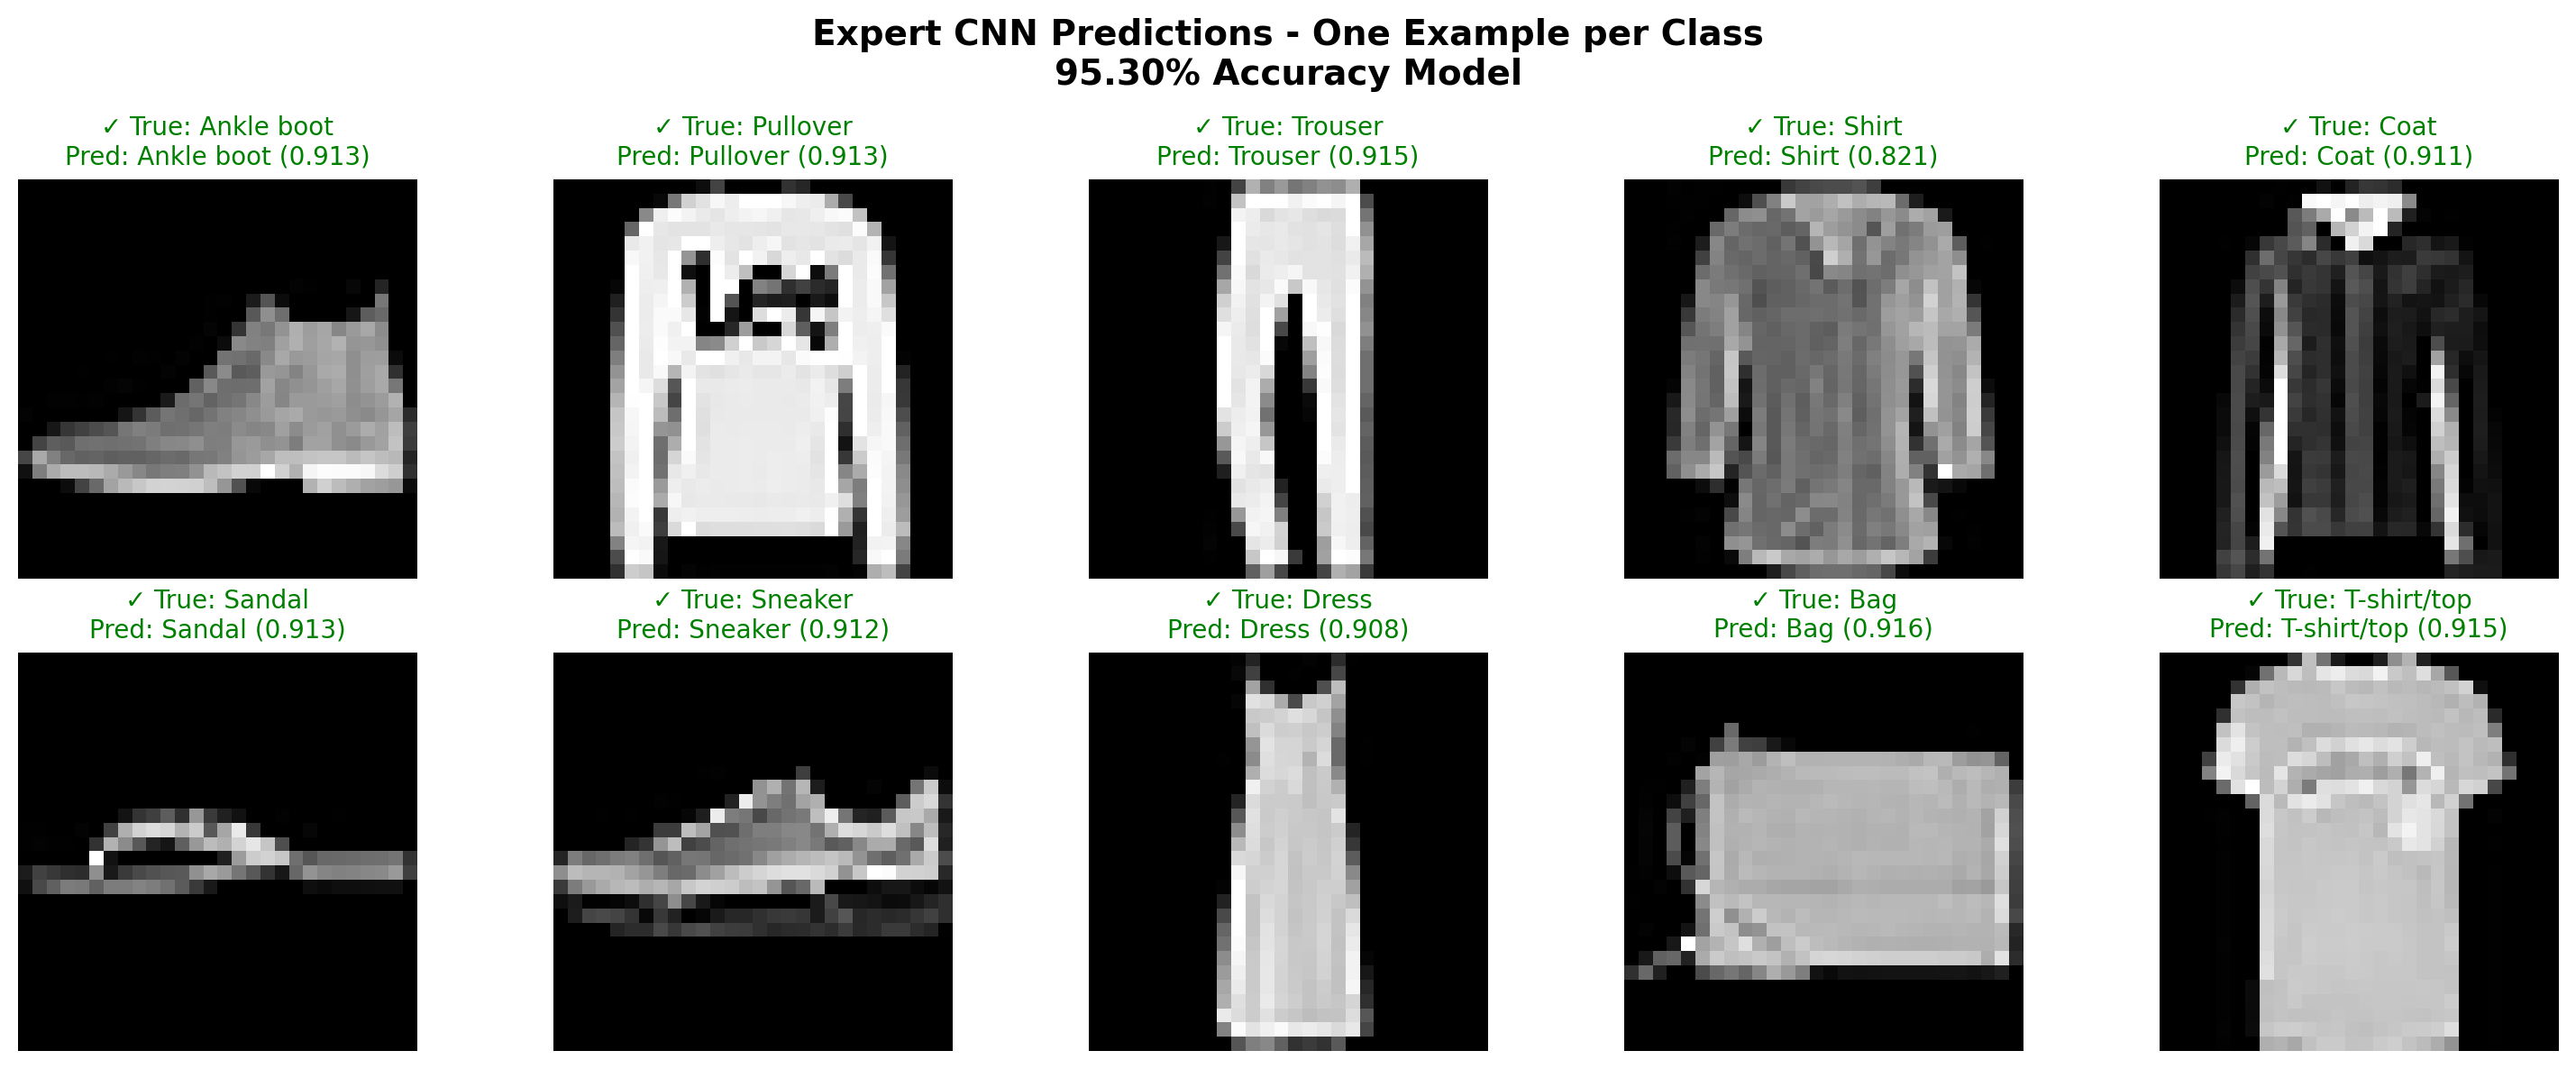 Expert CNN Predictions - One Example per Class
95.30% Accuracy Model
✓ True: Ankle boot
Pred: Ankle boot (0.913)
✓ True: Pullover
Pred: Pullover (0.913)
✓ True: Trouser
Pred: Trouser (0.915)
✓ True: Shirt
Pred: Shirt (0.821)
✓ True: Coat
Pred: Coat (0.911)
✓ True: Sandal
Pred: Sandal (0.913)
✓ True: Sneaker
Pred: Sneaker (0.912)
✓ True: Dress
Pred: Dress (0.908)
✓ True: Bag
Pred: Bag (0.916)
✓ True: T-shirt/top
Pred: T-shirt/top (0.915)